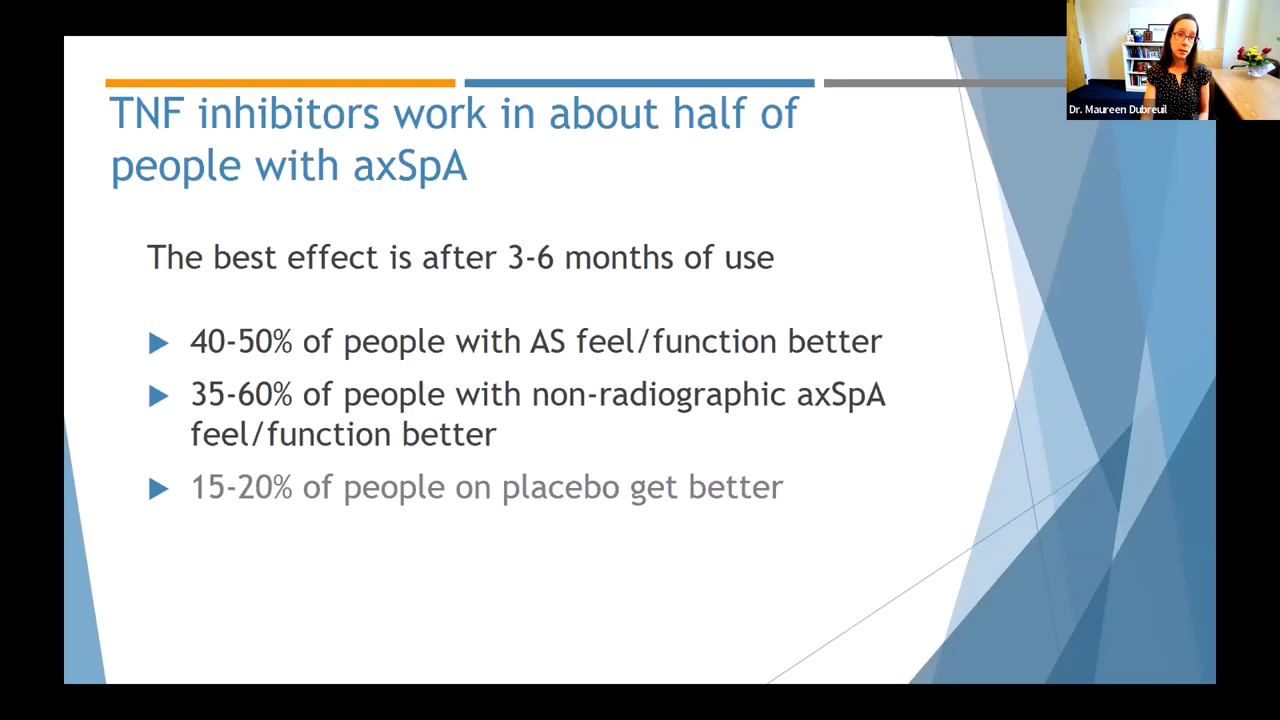 TNF inhibitors work in about half of
people with axSpA
The best effect is after 3-6 months of use
40-50% of people with AS feel/function better
35-60% of people with non-radiographic axSpA
feel/function better
15-20% of people on placebo get better
Dr. Maureen Dubreuil